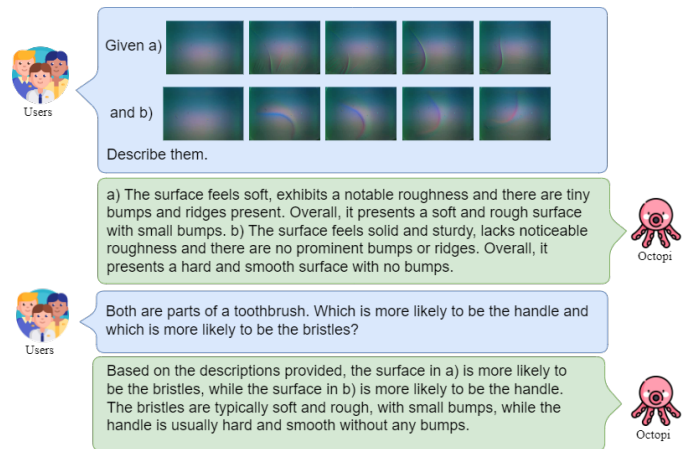 Given a)
Users
and b)
Describe them.
a) The surface feels soft, exhibits a notable roughness and there are tiny
bumps and ridges present. Overall, it presents a soft and rough surface
with small bumps. b) The surface feels solid and sturdy, lacks noticeable
roughness and there are no prominent bumps or ridges. Overall, it
presents a hard and smooth surface with no bumps.
Octopi
Both are parts of a toothbrush. Which is more likely to be the handle and
which is more likely to be the bristles?
Users
Based on the descriptions provided, the surface in a) is more likely to
be the bristles, while the surface in b) is more likely to be the handle.
The bristles are typically soft and rough, with small bumps, while the
handle is usually hard and smooth without any bumps.
Octopi